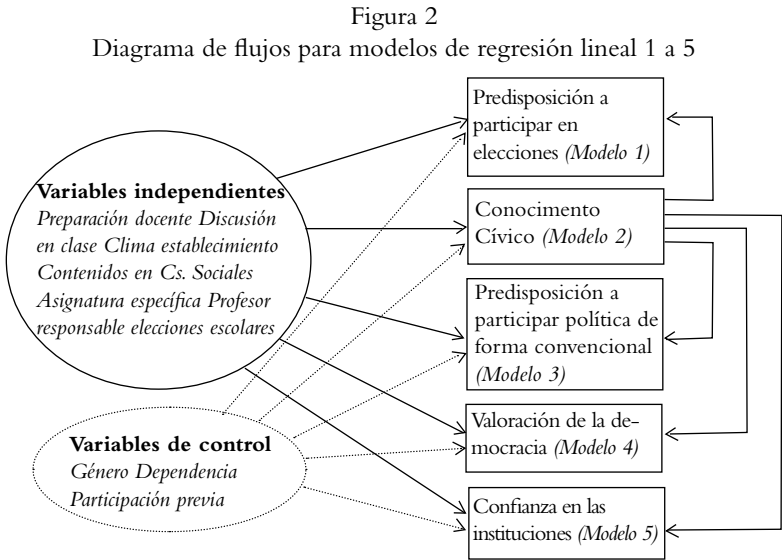 Figura 2
Diagrama de flujos para modelos de regresión lineal 1 a 5
Variables independientes
Preparación docente Discusión
en clase Clima establecimiento
Contenidos en Cs. Sociales
Asignatura específica Profesor
responsable elecciones escolares
Variables de control
Género Dependencia
Participación previa
Predisposición a
participar en
elecciones (Modelo 1)
Conocimento
Cívico (Modelo 2)
Predisposición a
participar política de
forma convencional
(Modelo 3)
Valoración de la de-
mocracia (Modelo 4)
Confianza en las
instituciones (Modelo 5)